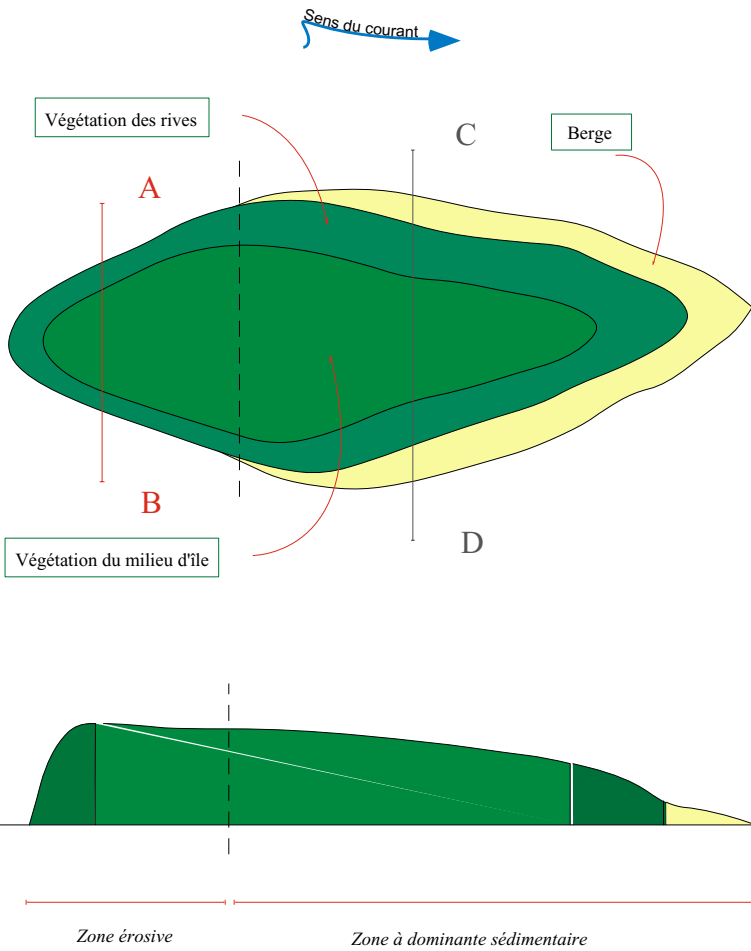 Sens du courant
Végétation des rives
C
Berge
A
B
D
Végétation du milieu d'île
Zone érosive
Zone à dominante sédimentaire